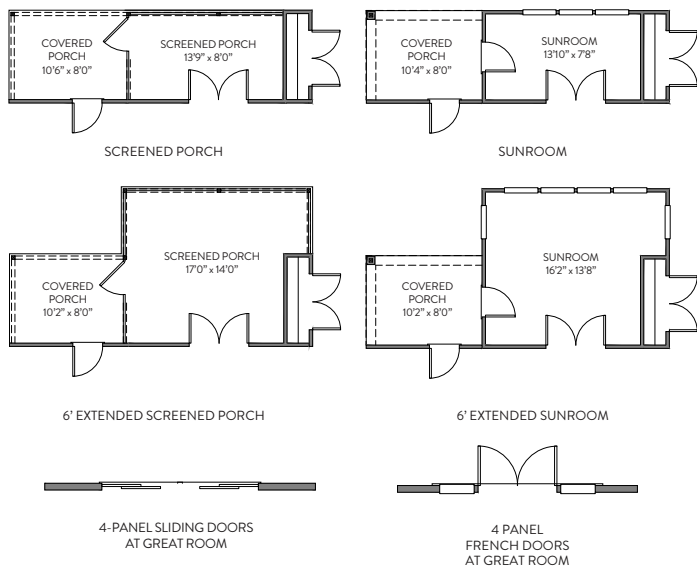 COVERED
PORCH
10'6" x 8'0"
SCREENED PORCH
13'9" x 8'0"
SCREENED PORCH
COVERED
PORCH
10'4" x 8'0"
SUNROOM
13'10" x 7'8"
SUNROOM
SCREENED PORCH
17'0" x 14'0"
COVERED
PORCH
10'2" x 8'0"
6' EXTENDED SCREENED PORCH
SUNROOM
16'2" x 13'8"
COVERED
PORCH
10'2" x 8'0"
6' EXTENDED SUNROOM
4-PANEL SLIDING DOORS
AT GREAT ROOM
4 PANEL
FRENCH DOORS
AT GREAT ROOM